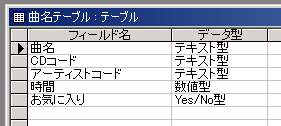 曲名テーブル : テーブル
フィールド名 データ型
曲名 テキスト型
CDコード テキスト型
アーティストコード テキスト型
時間 数値型
お気に入り Yes/No型